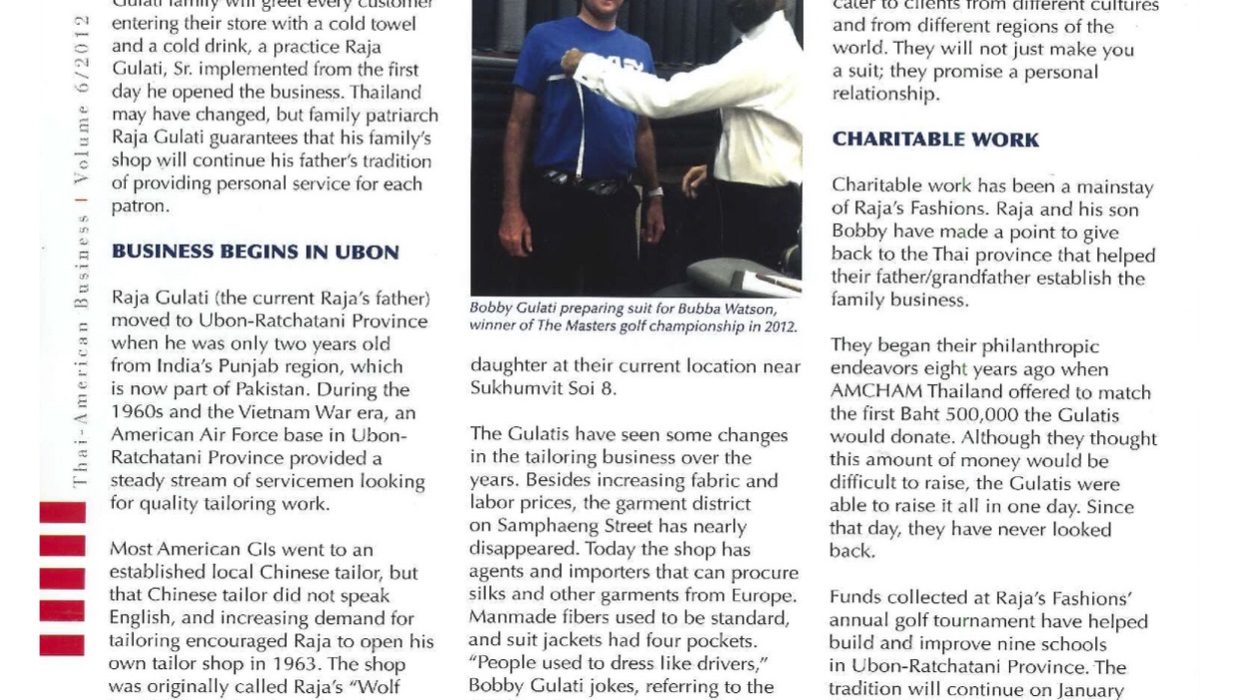 Gulati family will greet every customer
entering their store with a cold towel
and a cold drink, a practice Raja
Gulati, Sr. implemented from the first
day he opened the business. Thailand
may have changed, but family patriarch
Raja Gulati guarantees that his family's
shop will continue his father's tradition
of providing personal service for each
patron.
BUSINESS BEGINS IN UBON
Raja Gulati (the current Raja's father)
moved to Ubon-Ratchatani Province
when he was only two years old
from India's Punjab region, which
is now part of Pakistan. During the
1960s and the Vietnam War era, an
American Air Force base in Ubon-
Ratchatani Province provided a
steady stream of servicemen looking
for quality tailoring work.
Most American GIs went to an
established local Chinese tailor, but
that Chinese tailor did not speak
English, and increasing demand for
tailoring encouraged Raja to open his
own tailor shop in 1963. The shop
was originally called Raja's "Wolf
Bobby Gulati preparing suit for Bubba Watson,
winner of The Masters golf championship in 2012.
daughter at their current location near
Sukhumvit Soi 8.
The Gulatis have seen some changes
in the tailoring business over the
years. Besides increasing fabric and
labor prices, the garment district
on Samphaeng Street has nearly
disappeared. Today the shop has
agents and importers that can procure
silks and other garments from Europe.
Manmade fibers used to be standard,
and suit jackets had four pockets.
"People used to dress like drivers,"
Bobby Gulati jokes, referring to the
cater to clients from different cultures
and from different regions of the
world. They will not just make you
a suit; they promise a personal
relationship.
CHARITABLE WORK
Charitable work has been a mainstay
of Raja's Fashions. Raja and his son
Bobby have made a point to give
back to the Thai province that helped
their father/grandfather establish the
family business.
They began their philanthropic
endeavors eight years ago when
AMCHAM Thailand offered to match
the first Baht 500,000 the Gulatis
would donate. Although they thought
this amount of money would be
difficult to raise, the Gulatis were
able to raise it all in one day. Since
that day, they have never looked
back.
Funds collected at Raja's Fashions'
annual golf tournament have helped
build and improve nine schools
in Ubon-Ratchatani Province. The
tradition will continue on January
Thai-American Business | Volume 6/2012